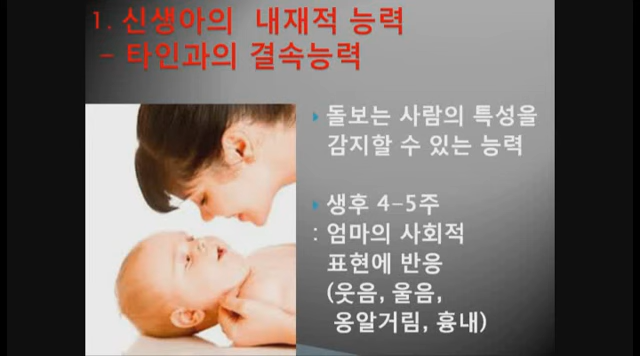 1. 신생아의 내재적 능력
- 타인과의 결속능력
돌보는 사람의 특성을
감지할 수 있는 능력
생후 4-5주
: 엄마의 사회적
표현에 반응
(웃음, 울음,
옹알거림, 흉내)